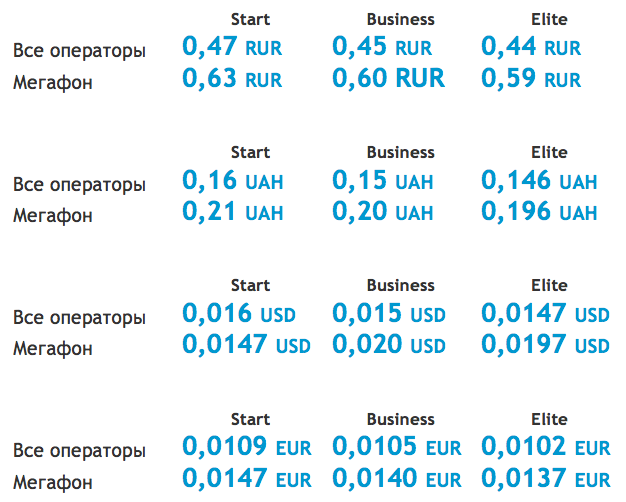 Start Business Elite
Все операторы 0,47 RUR 0,45 RUR 0,44 RUR
Мегафон 0,63 RUR 0,60 RUR 0,59 RUR
Start Business Elite
Все операторы 0,16 UAH 0,15 UAH 0,146 UAH
Мегафон 0,21 UAH 0,20 UAH 0,196 UAH
Start Business Elite
Все операторы 0,016 USD 0,015 USD 0,0147 USD
Мегафон 0,0147 USD 0,020 USD 0,0197 USD
Start Business Elite
Все операторы 0,0109 EUR 0,0105 EUR 0,0102 EUR
Мегафон 0,0147 EUR 0,0140 EUR 0,0137 EUR